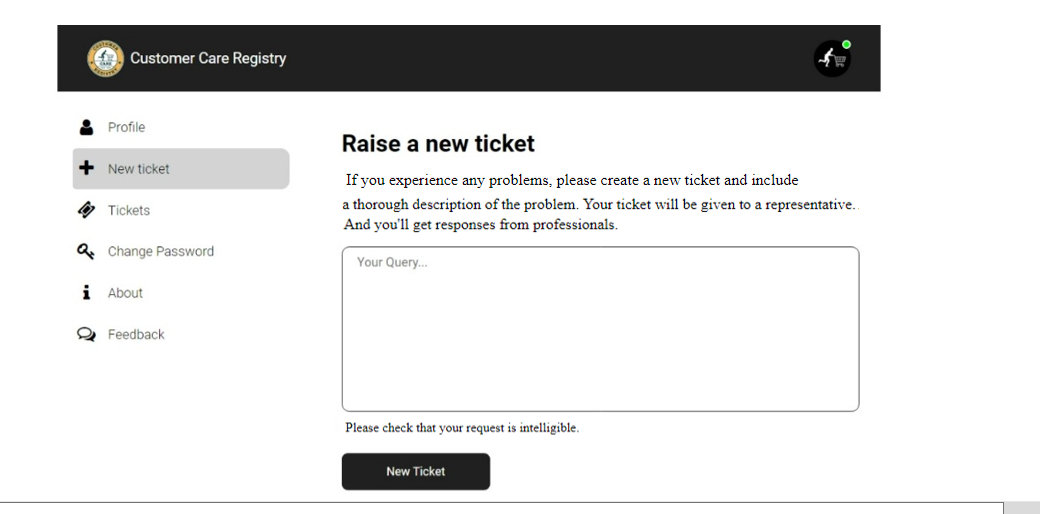 CUSTOMER
CARE
REGISTRY
Customer Care Registry
Profile
New ticket
Tickets
Change Password
About
Feedback
Raise a new ticket
If you experience any problems, please create a new ticket and include
a thorough description of the problem. Your ticket will be given to a representative.
And you'll get responses from professionals.
Your Query...
Please check that your request is intelligible.
New Ticket